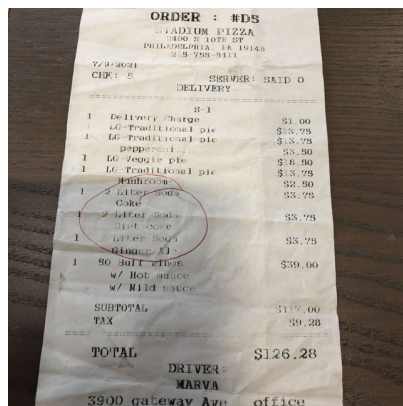 ORDER : #D5
STADIUM PIZZA
2400 S 10TH ST
PHILADELPHIA, PA 19148
215-755-5411
7/9/2021
CHK: 5 SERVER: SAID O
DELIVERY
S-1
1 Delivery Charge $1.00
1 LG-Traditional pie $13.75
1 LG-Traditional pie $13.75
pepperoni $3.50
1 LG-Veggie pie $18.50
1 LG-Traditional pie $13.75
Mushroom $2.50
1 2 Liter Soda $3.75
Coke
1 2 Liter Soda $3.75
Diet coke
1 2 Liter Soda $3.75
Ginger Ale
1 50 Buff wings $39.00
w/ Hot sauce
w/ Mild sauce
SUBTOTAL $117.00
TAX $9.28
TOTAL $126.28
DRIVER:
MARVA
3900 gateway Ave office